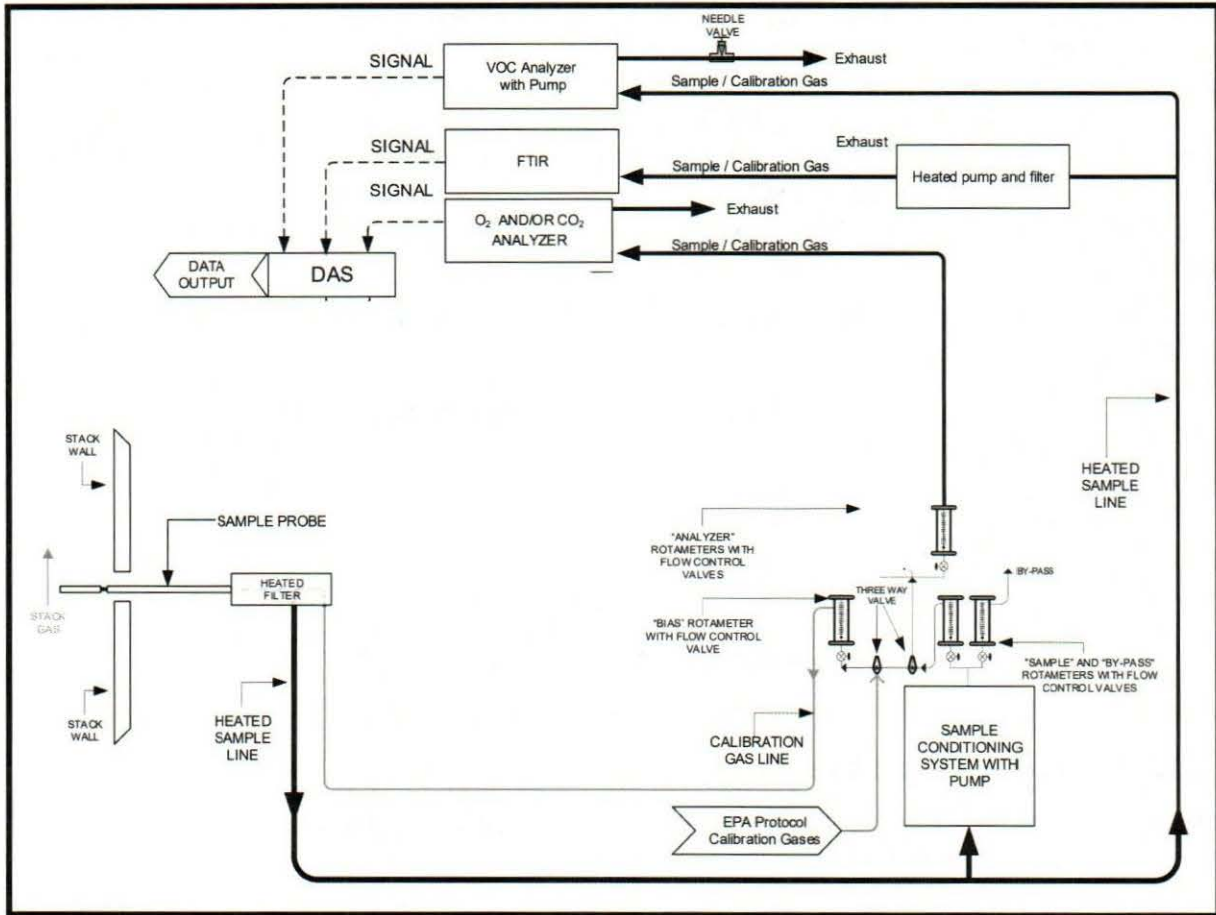 NEEDLE
VALVE
SIGNAL
VOC Analyzer
with Pump
Exhaust
Sample / Calibration Gas
SIGNAL
FTIR
Exhaust
Sample / Calibration Gas
Heated pump and filter
SIGNAL
O₂ AND/OR CO₂
ANALYZER
Exhaust
Sample / Calibration Gas
DATA
OUTPUT
DAS
STACK
WALL
HEATED
SAMPLE
LINE
SAMPLE PROBE
"ANALYZER"
ROTAMETERS WITH
FLOW CONTROL
VALVES
HEATED
FILTER
STACK
GAS
THREE WAY
VALVE
BY-PASS
"BIAS" ROTAMETER
WITH FLOW CONTROL
VALVE
"SAMPLE" AND "BY-PASS"
ROTAMETERS WITH FLOW
CONTROL VALVES
STACK
WALL
HEATED
SAMPLE
LINE
CALIBRATION
GAS LINE
SAMPLE
CONDITIONING
SYSTEM WITH
PUMP
EPA Protocol
Calibration Gases